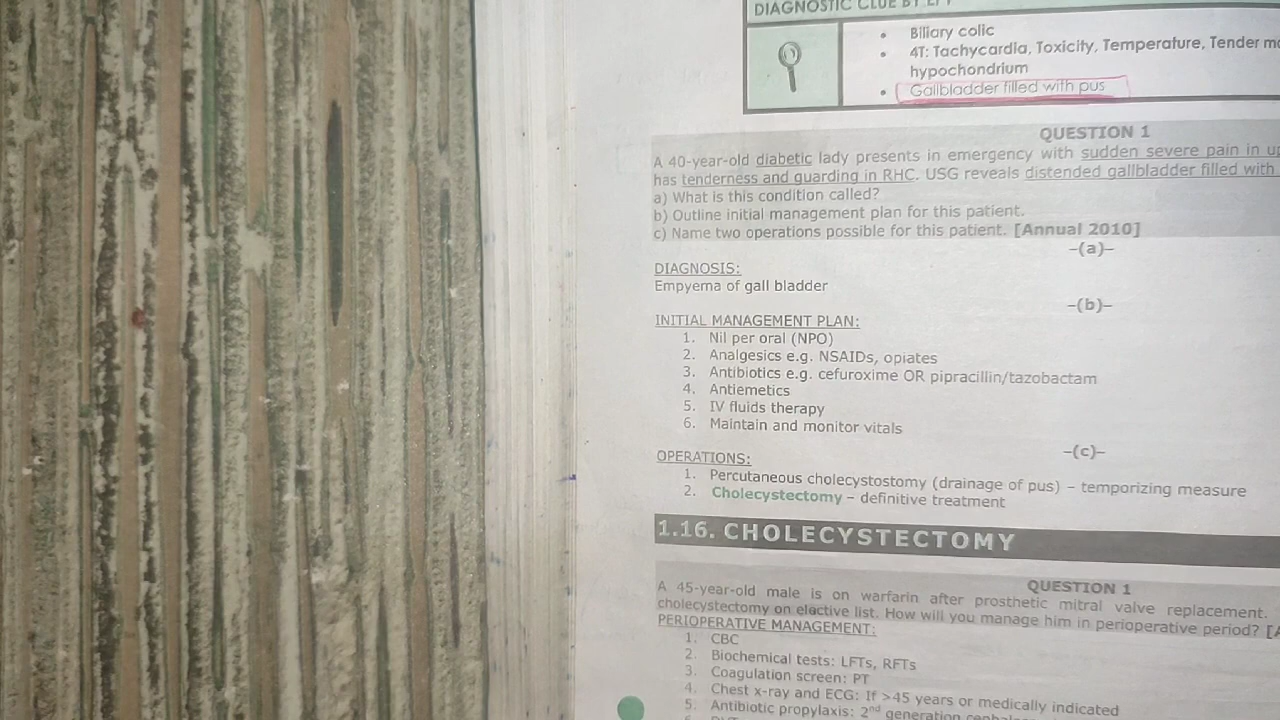 DIAGNOSTIC CLUE BY
• Biliary colic
• 4T: Tachycardia, Toxicity, Temperature, Tender
hypochondrium
• Gallbladder filled with pus
QUESTION 1
A 40-year-old diabetic lady presents in emergency with sudden severe pain in
has tenderness and guarding in RHC. USG reveals distended gallbladder filled with
a) What is this condition called?
b) Outline initial management plan for this patient.
c) Name two operations possible for this patient. [Annual 2010]
–(a)–
DIAGNOSIS:
Empyema of gall bladder
–(b)–
INITIAL MANAGEMENT PLAN:
1. Nil per oral (NPO)
2. Analgesics e.g. NSAIDs, opiates
3. Antibiotics e.g. cefuroxime OR pipracillin/tazobactam
4. Antiemetics
5. IV fluids therapy
6. Maintain and monitor vitals
–(c)–
OPERATIONS:
1. Percutaneous cholecystostomy (drainage of pus) – temporizing measure
2. Cholecystectomy – definitive treatment
1.16. CHOLECYSTECTOMY
QUESTION 1
A 45-year-old male is on warfarin after prosthetic mitral valve replacement.
cholecystectomy on elective list. How will you manage him in perioperative period?
PERIOPERATIVE MANAGEMENT:
1. CBC
2. Biochemical tests: LFTs, RFTs
3. Coagulation screen: PT
4. Chest x-ray and ECG: If >45 years or medically indicated
5. Antibiotic propylaxis: 2nd generation